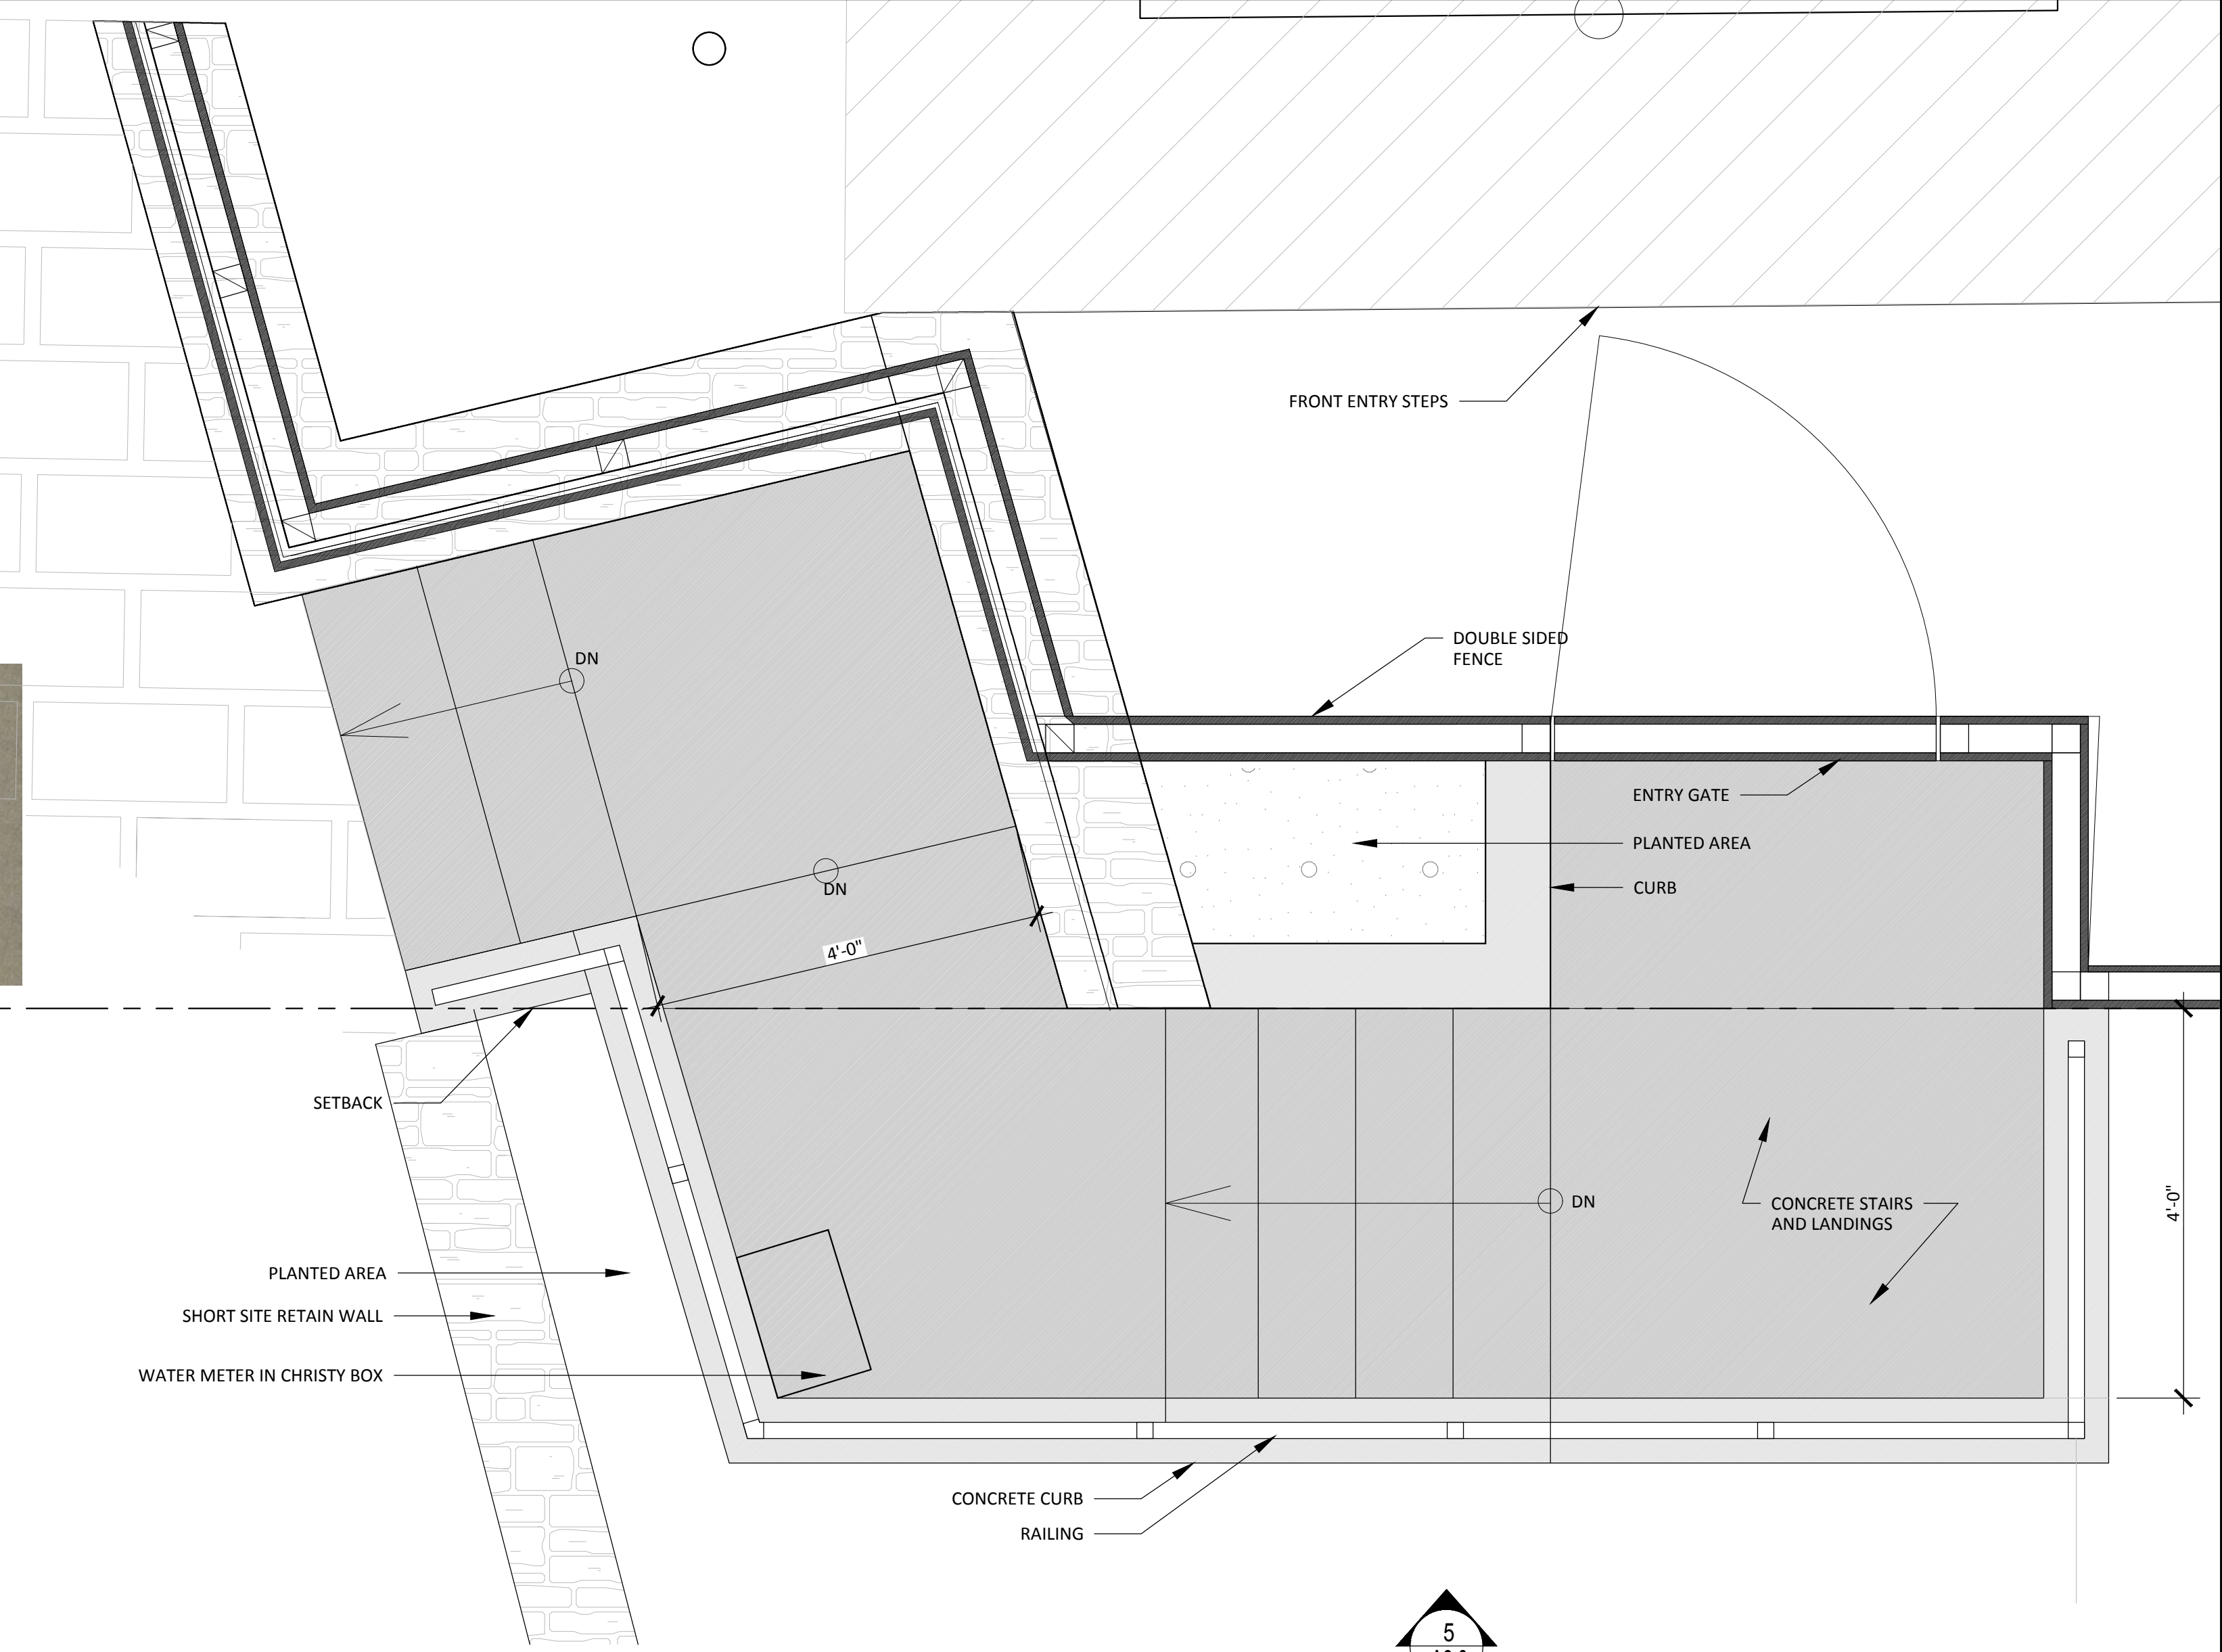 FRONT ENTRY STEPS
DOUBLE SIDED
FENCE
DN
ENTRY GATE
PLANTED AREA
CURB
DN
4'-0"
SETBACK
DN
CONCRETE STAIRS
AND LANDINGS
4'-0"
PLANTED AREA
SHORT SITE RETAIN WALL
WATER METER IN CHRISTY BOX
CONCRETE CURB
RAILING
5